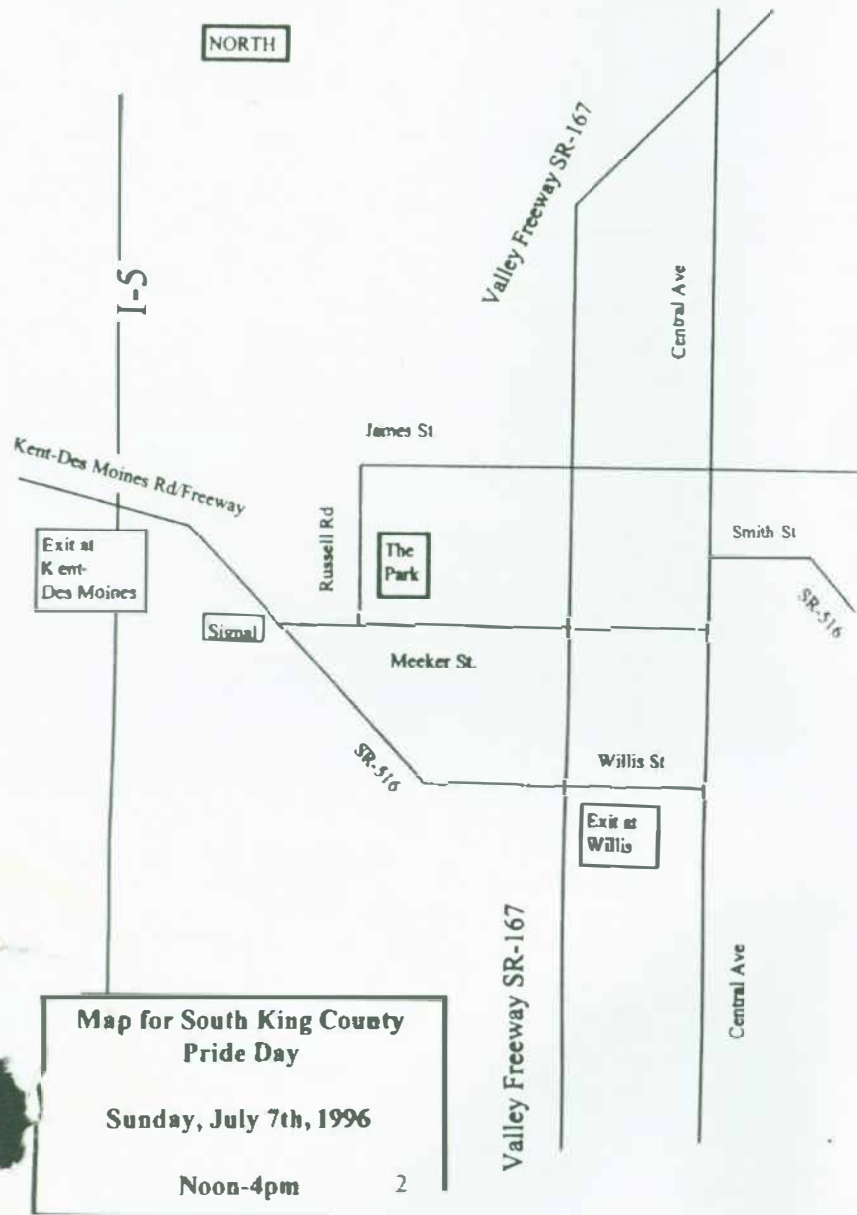 NORTH
Valley Freeway SR-167
I-5
Central Ave
James St
Kent-Des Moines Rd/Freeway
Exit at
Kent-
Des Moines
Russell Rd
The
Park
Smith St
SR-516
Signal
Meeker St.
SR-516
Willis St
Exit at
Willis
Valley Freeway SR-167
Central Ave
Map for South King County
Pride Day
Sunday, July 7th, 1996
Noon-4pm
2